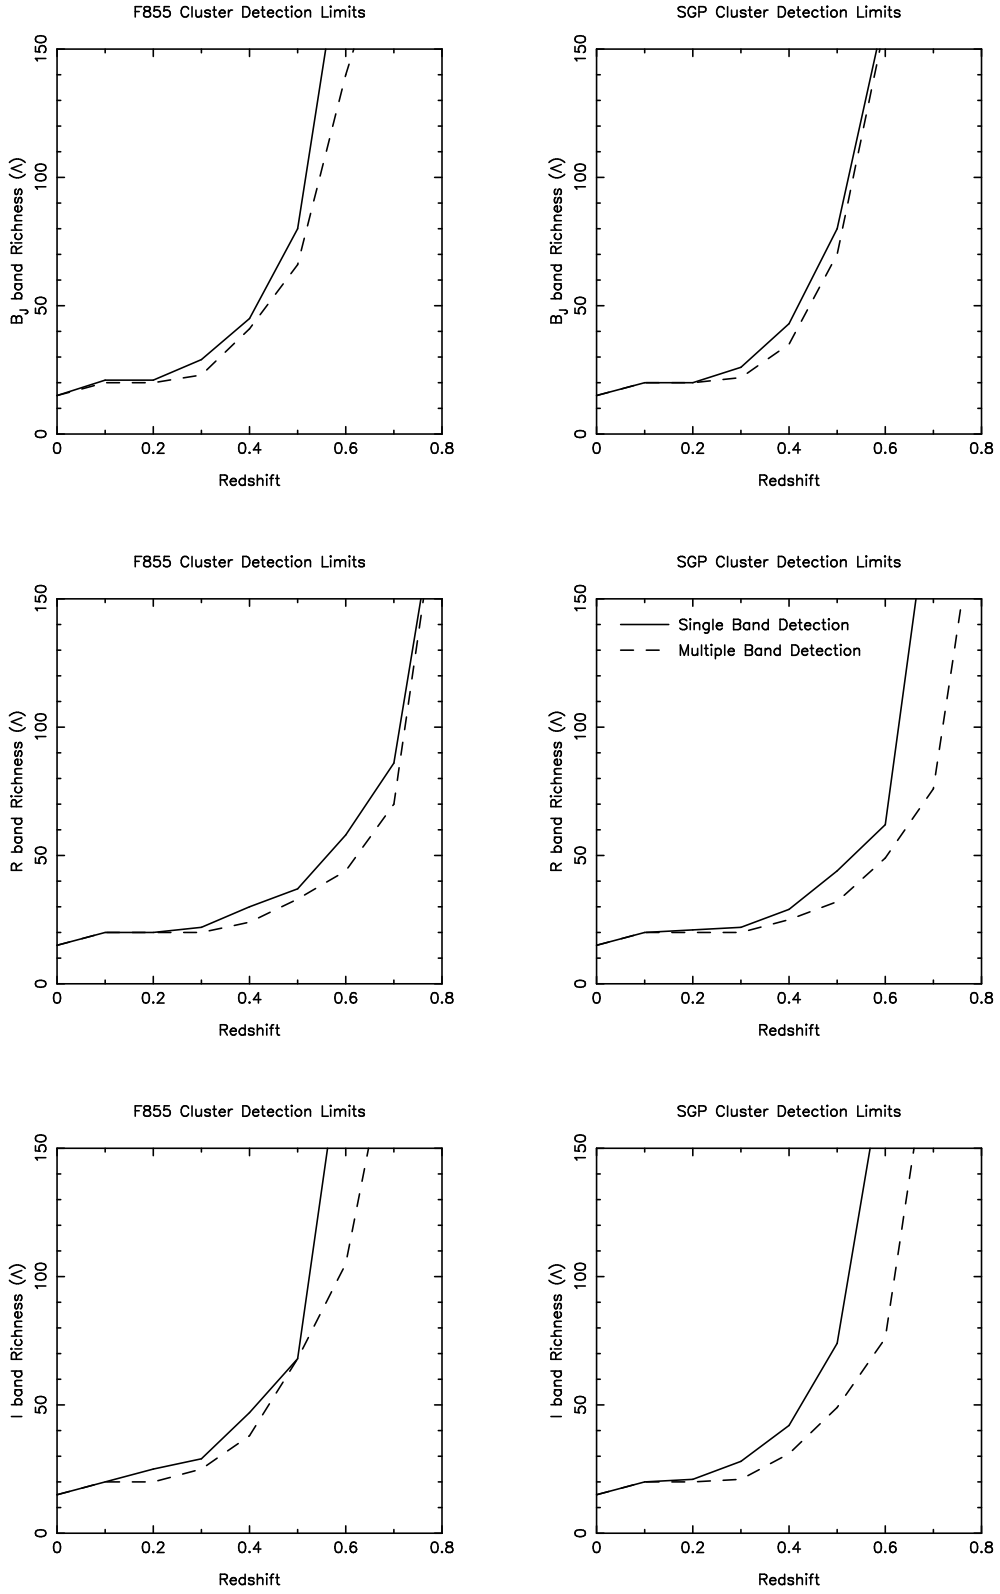 F855 Cluster Detection Limits
150
100
50
0
B_J band Richness (Λ)
0 0.2 0.4 0.6 0.8
Redshift
SGP Cluster Detection Limits
150
100
50
0
B_J band Richness (Λ)
0 0.2 0.4 0.6 0.8
Redshift
F855 Cluster Detection Limits
150
100
50
0
R band Richness (Λ)
0 0.2 0.4 0.6 0.8
Redshift
SGP Cluster Detection Limits
Single Band Detection
Multiple Band Detection
150
100
50
0
R band Richness (Λ)
0 0.2 0.4 0.6 0.8
Redshift
F855 Cluster Detection Limits
150
100
50
0
I band Richness (Λ)
0 0.2 0.4 0.6 0.8
Redshift
SGP Cluster Detection Limits
150
100
50
0
I band Richness (Λ)
0 0.2 0.4 0.6 0.8
Redshift